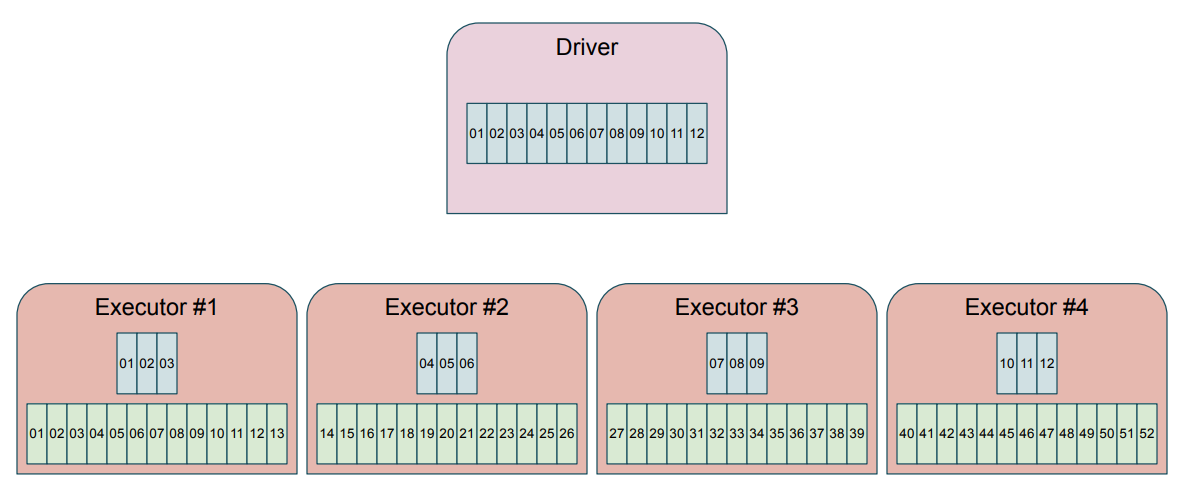 Driver
01 02 03 04 05 06 07 08 09 10 11 12
Executor #1
01 02 03
01 02 03 04 05 06 07 08 09 10 11 12 13
Executor #2
04 05 06
14 15 16 17 18 19 20 21 22 23 24 25 26
Executor #3
07 08 09
27 28 29 30 31 32 33 34 35 36 37 38 39
Executor #4
10 11 12
40 41 42 43 44 45 46 47 48 49 50 51 52